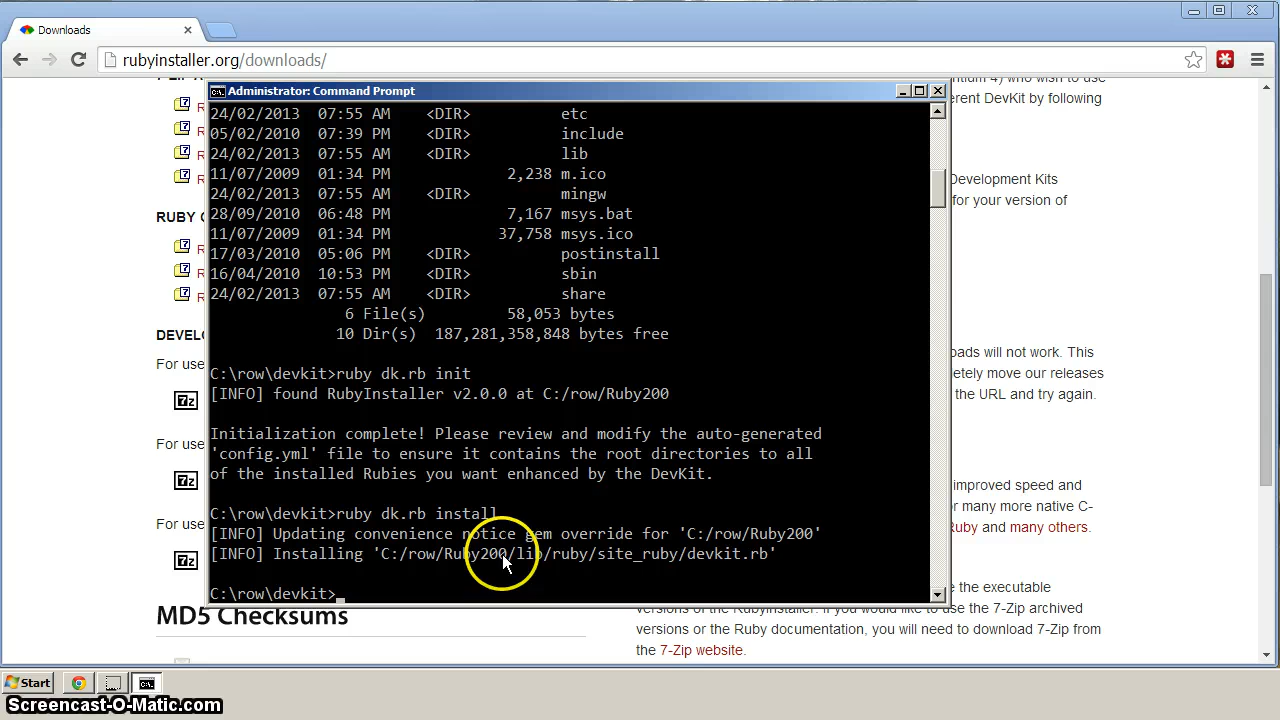 Downloads
rubyinstaller.org/downloads/
Administrator: Command Prompt
24/02/2013 07:55 AM <DIR> etc
05/02/2010 07:39 PM <DIR> include
24/02/2013 07:55 AM <DIR> lib
11/07/2009 01:34 PM 2,238 m.ico
24/02/2013 07:55 AM <DIR> mingw
28/09/2010 06:48 PM 7,167 msys.bat
11/07/2009 01:34 PM 37,758 msys.ico
17/03/2010 05:06 PM <DIR> postinstall
16/04/2010 10:53 PM <DIR> sbin
24/02/2013 07:55 AM <DIR> share
6 File(s) 58,053 bytes
10 Dir(s) 187,281,358,848 bytes free
C:\row\devkit>ruby dk.rb init
[INFO] found RubyInstaller v2.0.0 at C:/row/Ruby200
Initialization complete! Please review and modify the auto-generated
'config.yml' file to ensure it contains the root directories to all
of the installed Rubies you want enhanced by the DevKit.
C:\row\devkit>ruby dk.rb install
[INFO] Updating convenience notice gem override for 'C:/row/Ruby200'
[INFO] Installing 'C:/row/Ruby200/lib/ruby/site_ruby/devkit.rb'
C:\row\devkit>
RUBY
DEVEL
For use
7z
For use
7z
For use
7z
MD5 Checksums
4) who wish to use
erent DevKit by following
Development Kits
for your version of
oads will not work. This
move our releases
the URL and try again.
improved speed and
or many more native C-
Ruby and many others.
the executable
versions of the RubyInstaller. If you would like to use the 7-Zip archived
versions or the Ruby documentation, you will need to download 7-Zip from
the 7-Zip website.
Start
Screencast-O-Matic.com